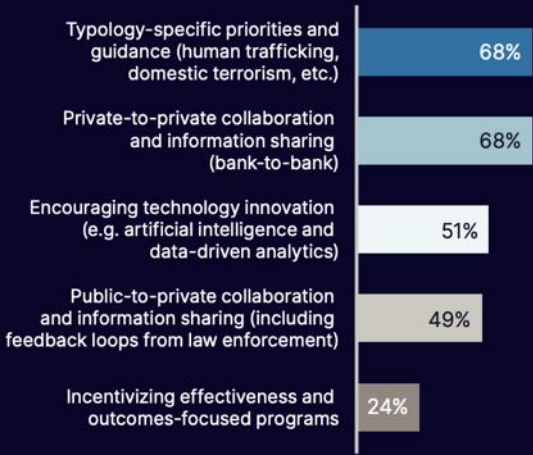 Typology-specific priorities and
guidance (human trafficking,
domestic terrorism, etc.)
68%
Private-to-private collaboration
and information sharing
(bank-to-bank)
68%
Encouraging technology innovation
(e.g. artificial intelligence and
data-driven analytics)
51%
Public-to-private collaboration
and information sharing (including
feedback loops from law enforcement)
49%
Incentivizing effectiveness and
outcomes-focused programs
24%